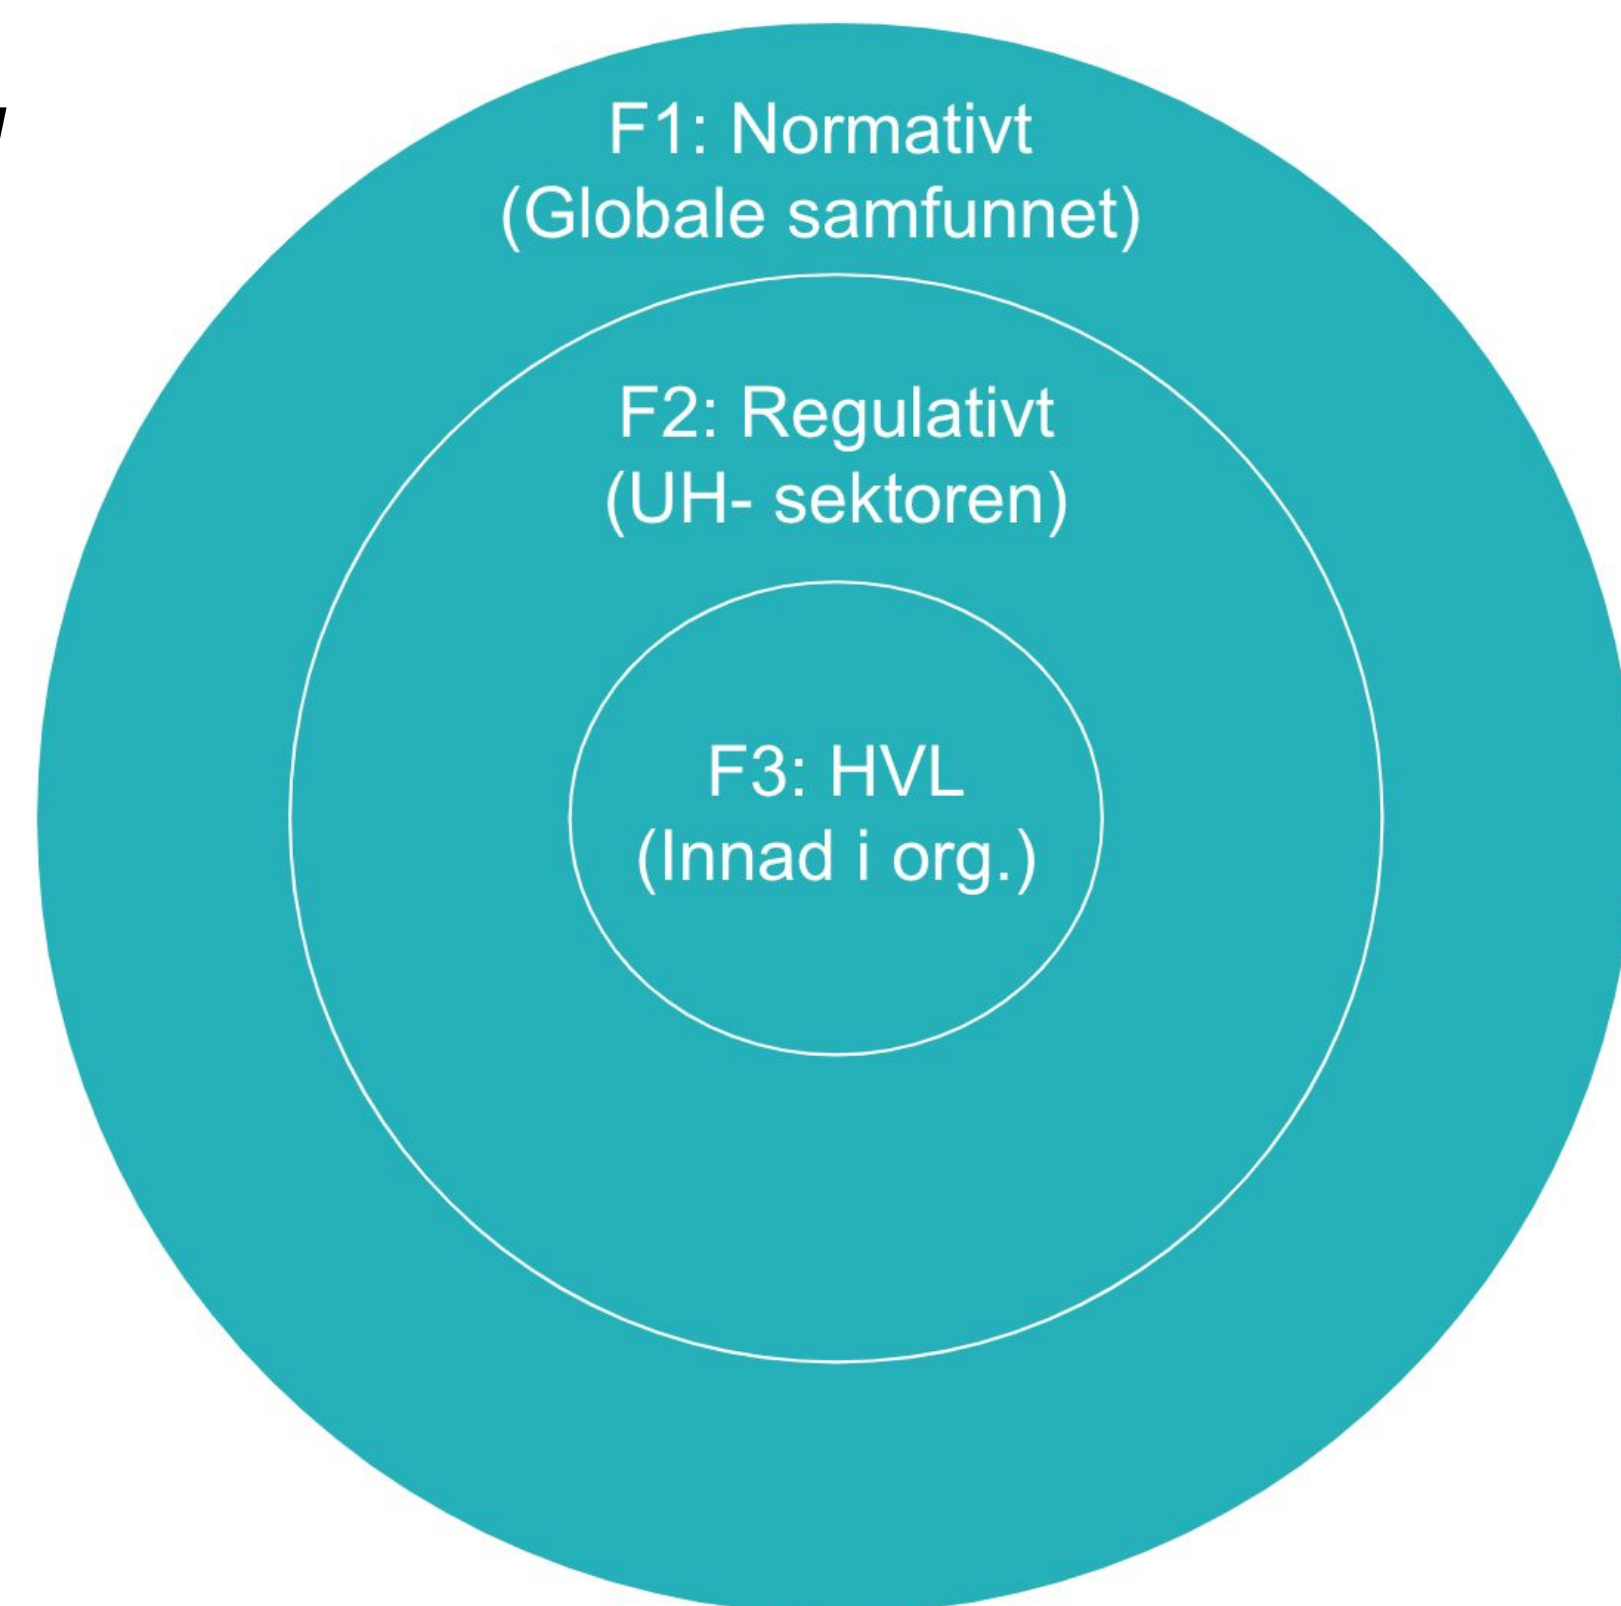 F1: Normativt
(Globale samfunnet)
F2: Regulativt
(UH- sektoren)
F3: HVL
(Innad i org.)